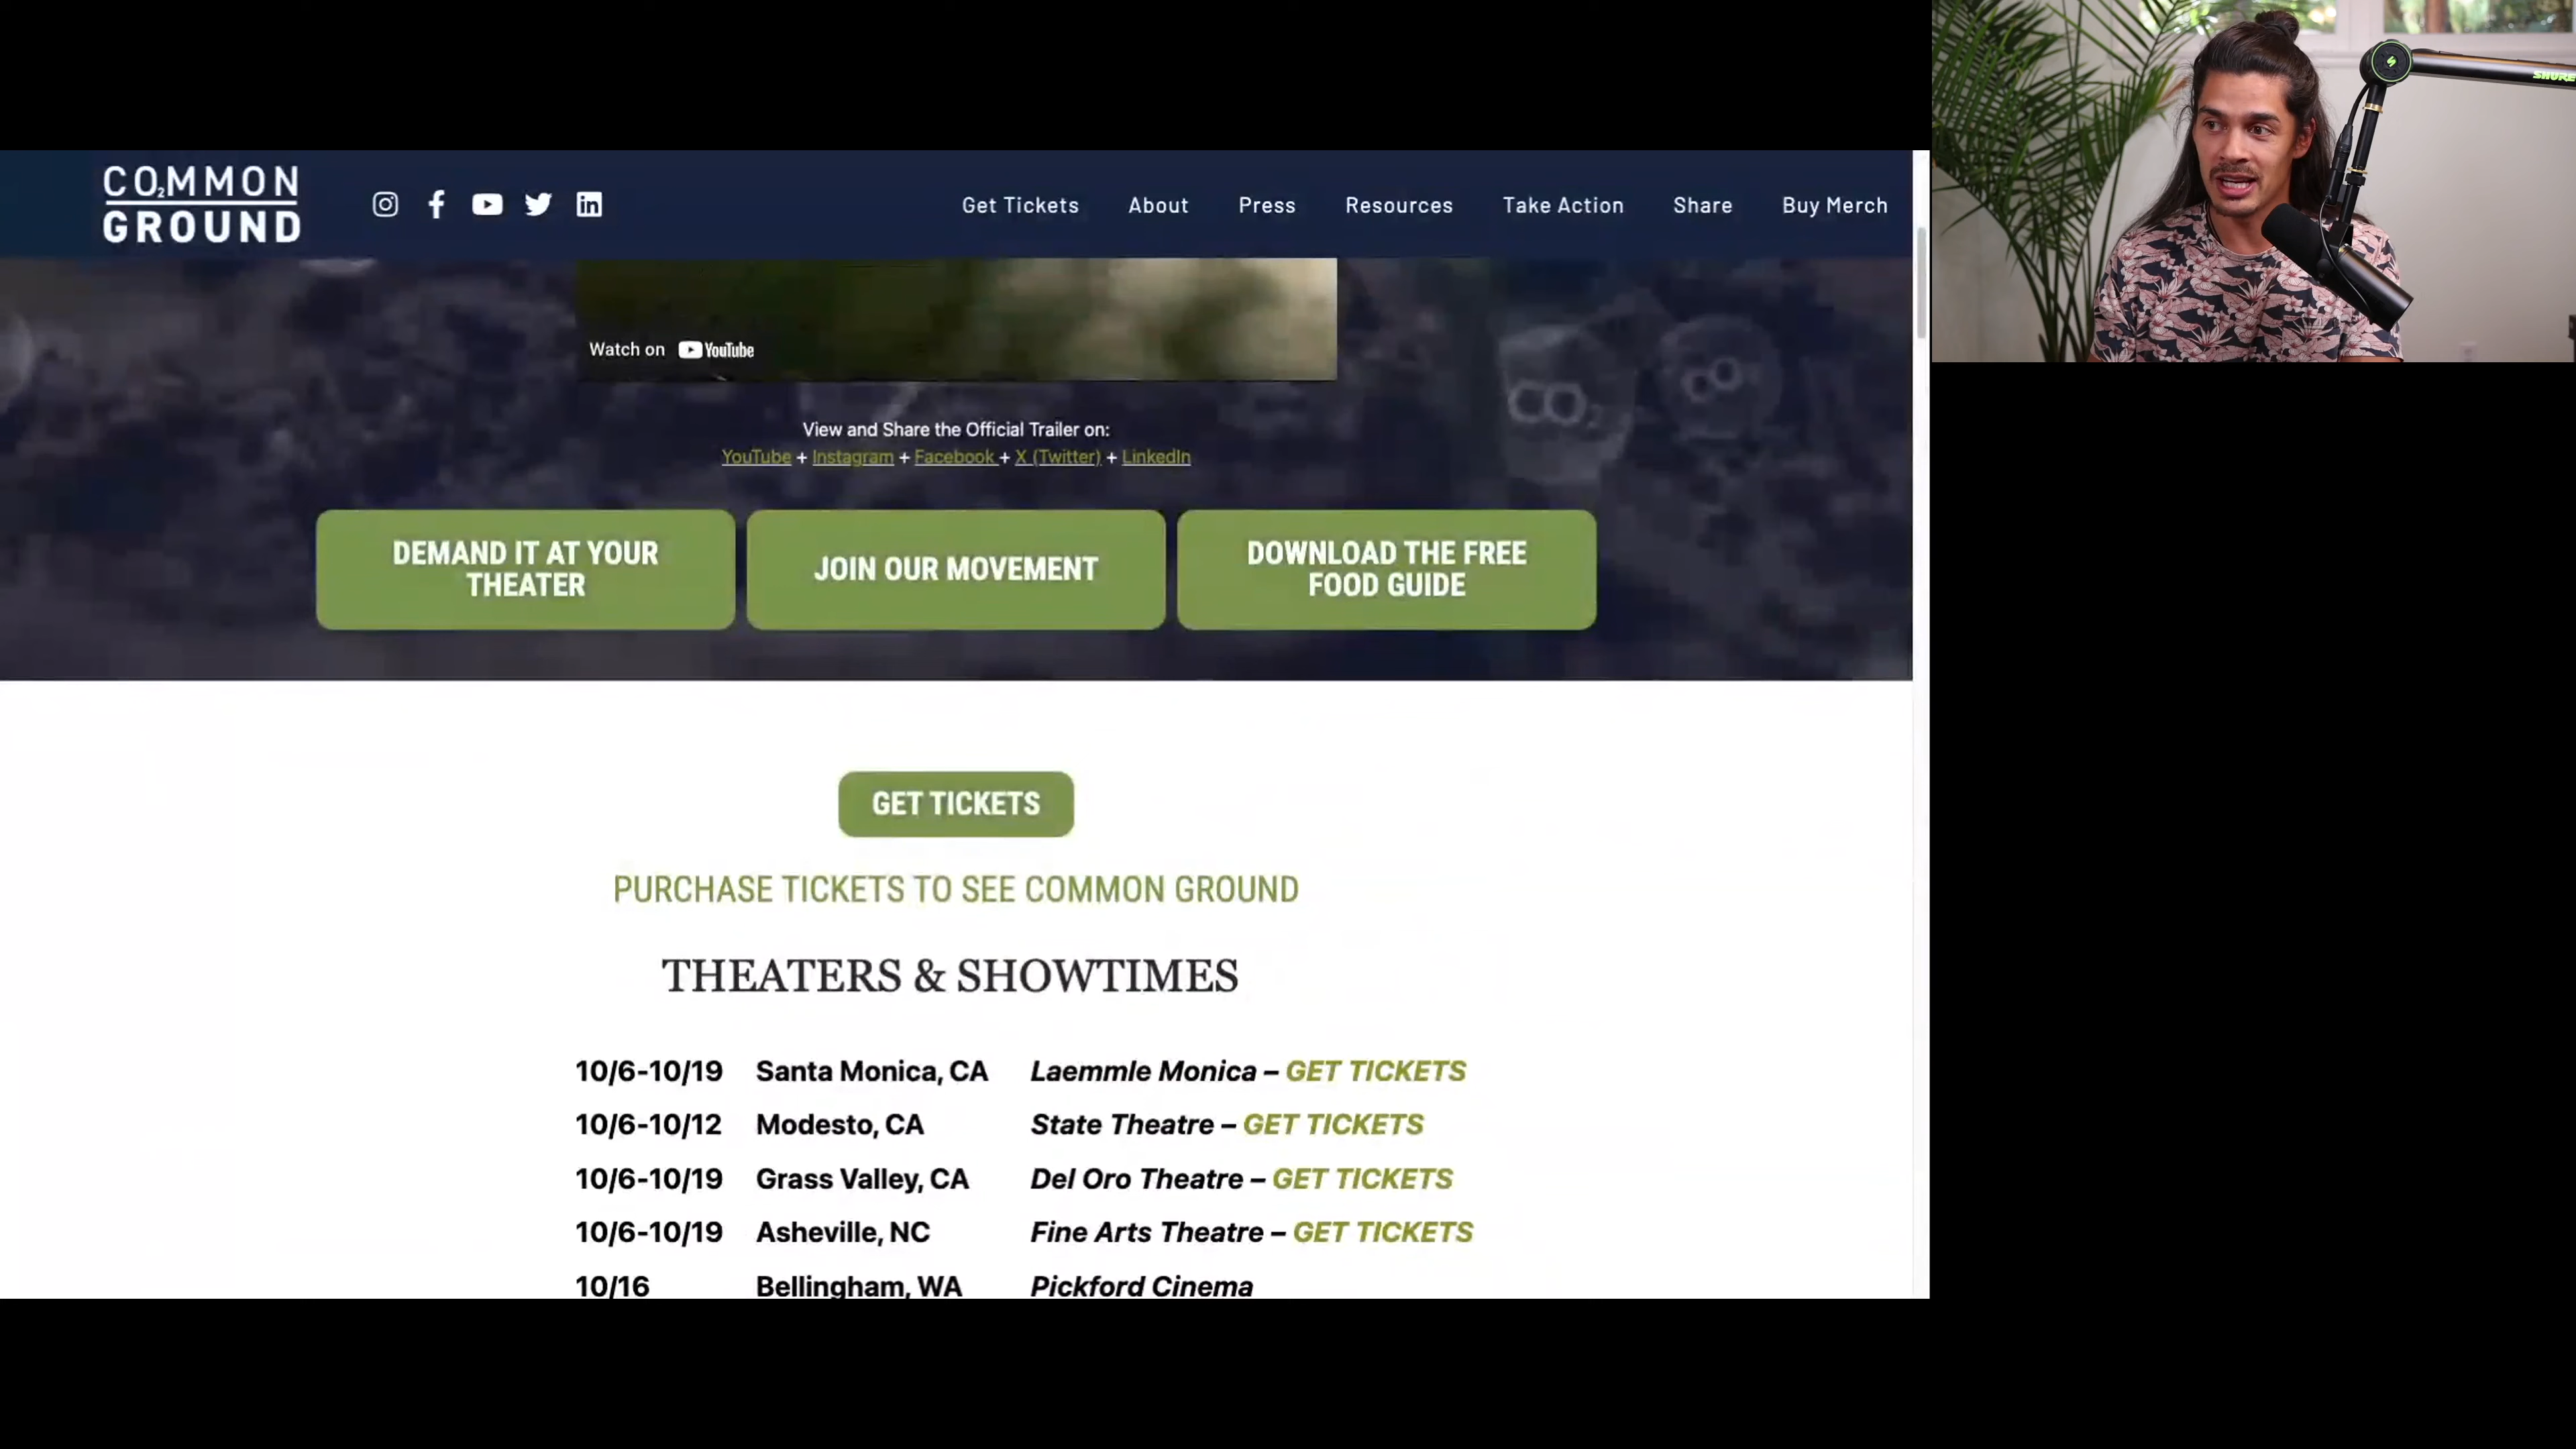 CO2MMON
GROUND
Get Tickets About Press Resources Take Action Share Buy Merch
SHURE
Watch on YouTube
CO2
View and Share the Official Trailer on:
YouTube + Instagram + Facebook + X (Twitter) + LinkedIn
DEMAND IT AT YOUR
THEATER
JOIN OUR MOVEMENT
DOWNLOAD THE FREE
FOOD GUIDE
GET TICKETS
PURCHASE TICKETS TO SEE COMMON GROUND
THEATERS & SHOWTIMES
10/6-10/19 Santa Monica, CA Laemmle Monica – GET TICKETS
10/6-10/12 Modesto, CA State Theatre – GET TICKETS
10/6-10/19 Grass Valley, CA Del Oro Theatre – GET TICKETS
10/6-10/19 Asheville, NC Fine Arts Theatre – GET TICKETS
10/16 Bellingham, WA Pickford Cinema